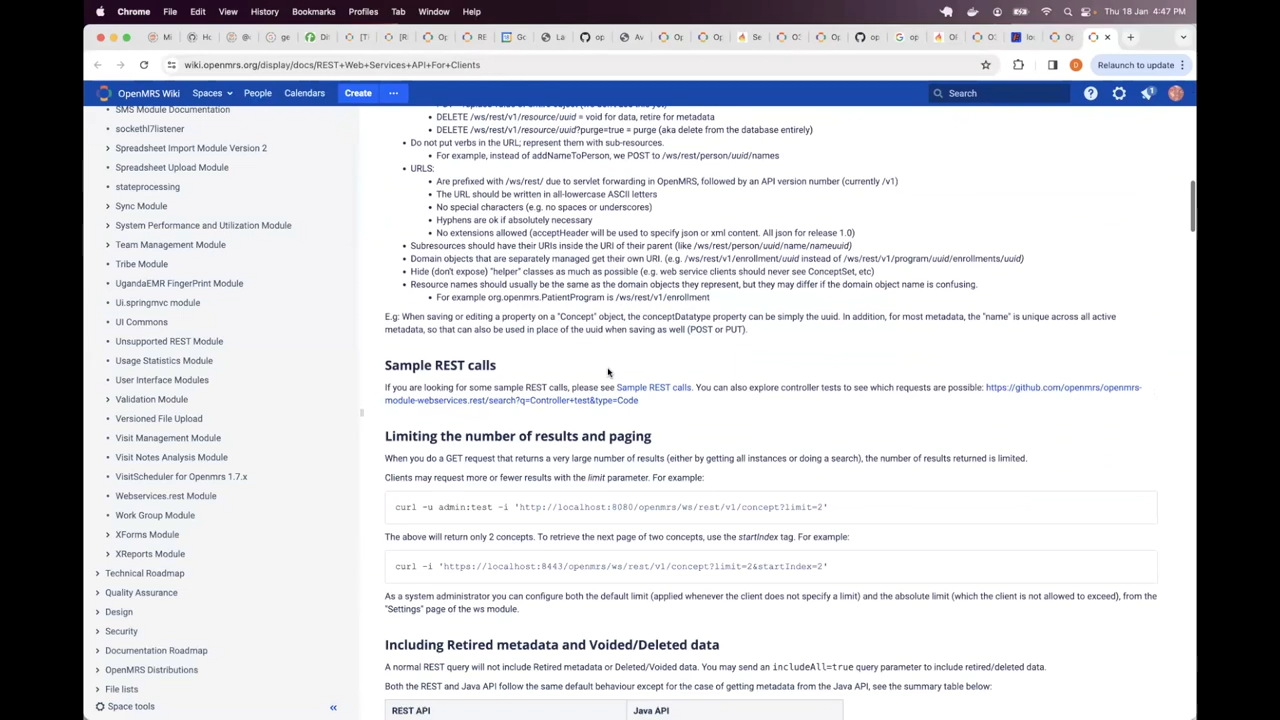 Chrome File Edit View History Bookmarks Profiles Tab Window Help Thu 18 Jan 4:47 PM
wiki.openmrs.org/display/docs/REST+Web+Services+API+For+Clients Relaunch to update
OpenMRS Wiki Spaces People Calendars Create Search
SMS Module Documentation
sockethl7listener
Spreadsheet Import Module Version 2
Spreadsheet Upload Module
stateprocessing
Sync Module
System Performance and Utilization Module
Team Management Module
Tribe Module
UgandaEMR FingerPrint Module
Ui.springmvc module
UI Commons
Unsupported REST Module
Usage Statistics Module
User Interface Modules
Validation Module
Versioned File Upload
Visit Management Module
Visit Notes Analysis Module
VisitScheduler for Openmrs 1.7.x
Webservices.rest Module
Work Group Module
XForms Module
XReports Module
Technical Roadmap
Quality Assurance
Design
Security
Documentation Roadmap
OpenMRS Distributions
File lists
Space tools
DELETE /ws/rest/v1/resource/uuid = void for data, retire for metadata
DELETE /ws/rest/v1/resource/uuid?purge=true = purge (aka delete from the database entirely)
Do not put verbs in the URL; represent them with sub-resources.
For example, instead of addNameToPerson, we POST to /ws/rest/person/uuid/names
URLS:
Are prefixed with /ws/rest/ due to servlet forwarding in OpenMRS, followed by an API version number (currently /v1)
The URL should be written in all-lowercase ASCII letters
No special characters (e.g. no spaces or underscores)
Hyphens are ok if absolutely necessary
No extensions allowed (acceptHeader will be used to specify json or xml content. All json for release 1.0)
Subresources should have their URIs inside the URI of their parent (like /ws/rest/person/uuid/name/nameuuid)
Domain objects that are separately managed get their own URI. (e.g. /ws/rest/v1/enrollment/uuid instead of /ws/rest/v1/program/uuid/enrollments/uuid)
Hide (don't expose) "helper" classes as much as possible (e.g. web service clients should never see ConceptSet, etc)
Resource names should usually be the same as the domain objects they represent, but they may differ if the domain object name is confusing.
For example org.openmrs.PatientProgram is /ws/rest/v1/enrollment
E.g: When saving or editing a property on a "Concept" object, the conceptDatatype property can be simply the uuid. In addition, for most metadata, the "name" is unique across all active
metadata, so that can also be used in place of the uuid when saving as well (POST or PUT).
Sample REST calls
If you are looking for some sample REST calls, please see Sample REST calls. You can also explore controller tests to see which requests are possible: https://github.com/openmrs/openmrs-
module-webservices.rest/search?q=Controller+test&type=Code
Limiting the number of results and paging
When you do a GET request that returns a very large number of results (either by getting all instances or doing a search), the number of results returned is limited.
Clients may request more or fewer results with the limit parameter. For example:
curl -u admin:test -i 'http://localhost:8080/openmrs/ws/rest/v1/concept?limit=2'
The above will return only 2 concepts. To retrieve the next page of two concepts, use the startIndex tag. For example:
curl -i 'https://localhost:8443/openmrs/ws/rest/v1/concept?limit=2&startIndex=2'
As a system administrator you can configure both the default limit (applied whenever the client does not specify a limit) and the absolute limit (which the client is not allowed to exceed), from the
"Settings" page of the ws module.
Including Retired metadata and Voided/Deleted data
A normal REST query will not include Retired metadata or Deleted/Voided data. You may send an includeAll=true query parameter to include retired/deleted data.
Both the REST and Java API follow the same default behaviour except for the case of getting metadata from the Java API, see the summary table below:
REST API Java API